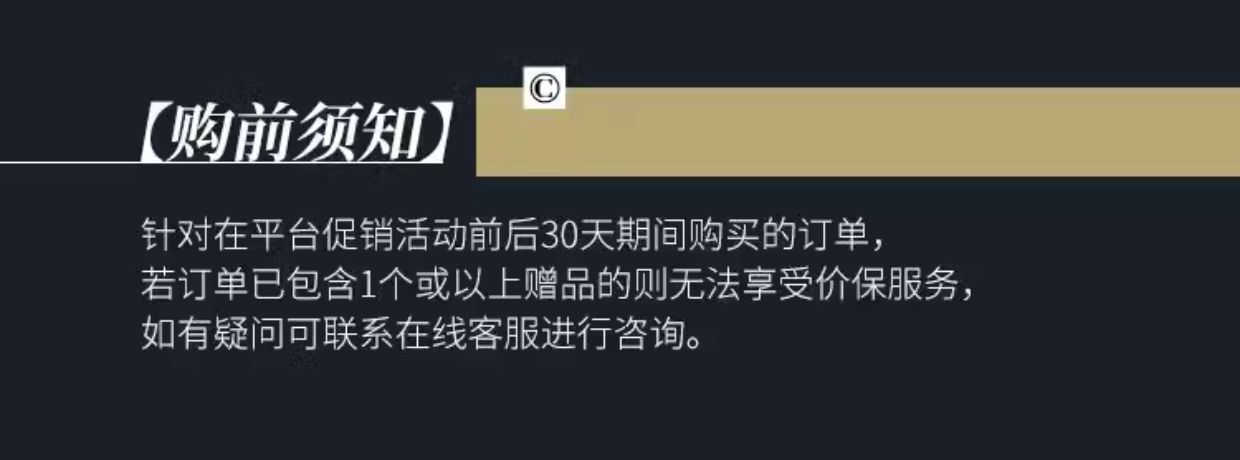 ©
【购前须知】
针对在平台促销活动前后30天期间购买的订单，
若订单已包含1个或以上赠品的则无法享受价保服务，
如有疑问可联系在线客服进行咨询。